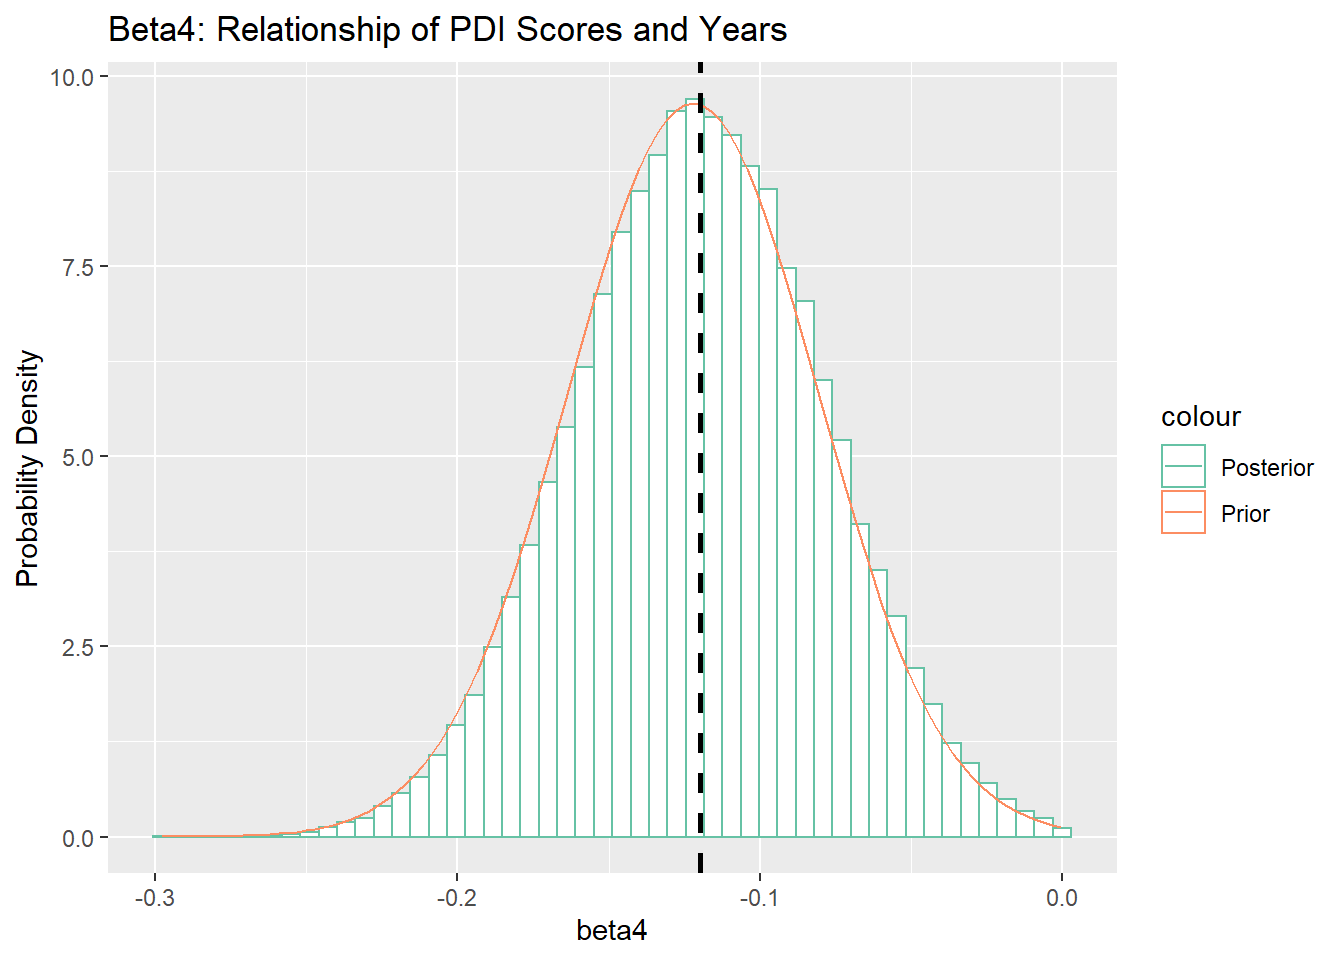 Beta4: Relationship of PDI Scores and Years
10.0
7.5
5.0
2.5
0.0
Probability Density
-0.3
-0.2
-0.1
0.0
beta4
colour
Posterior
Prior